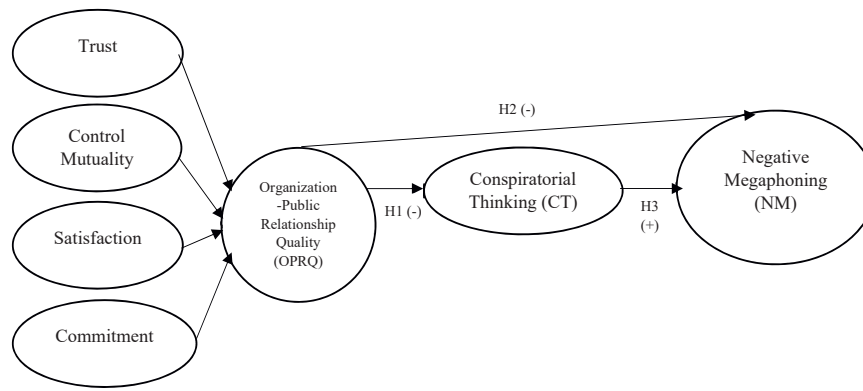 Trust
Control
Mutuality
Satisfaction
Commitment
Organization
-Public
Relationship
Quality
(OPRQ)
H2 (-)
H1 (-)
Conspiratorial
Thinking (CT)
H3
(+)
Negative
Megaphoning
(NM)